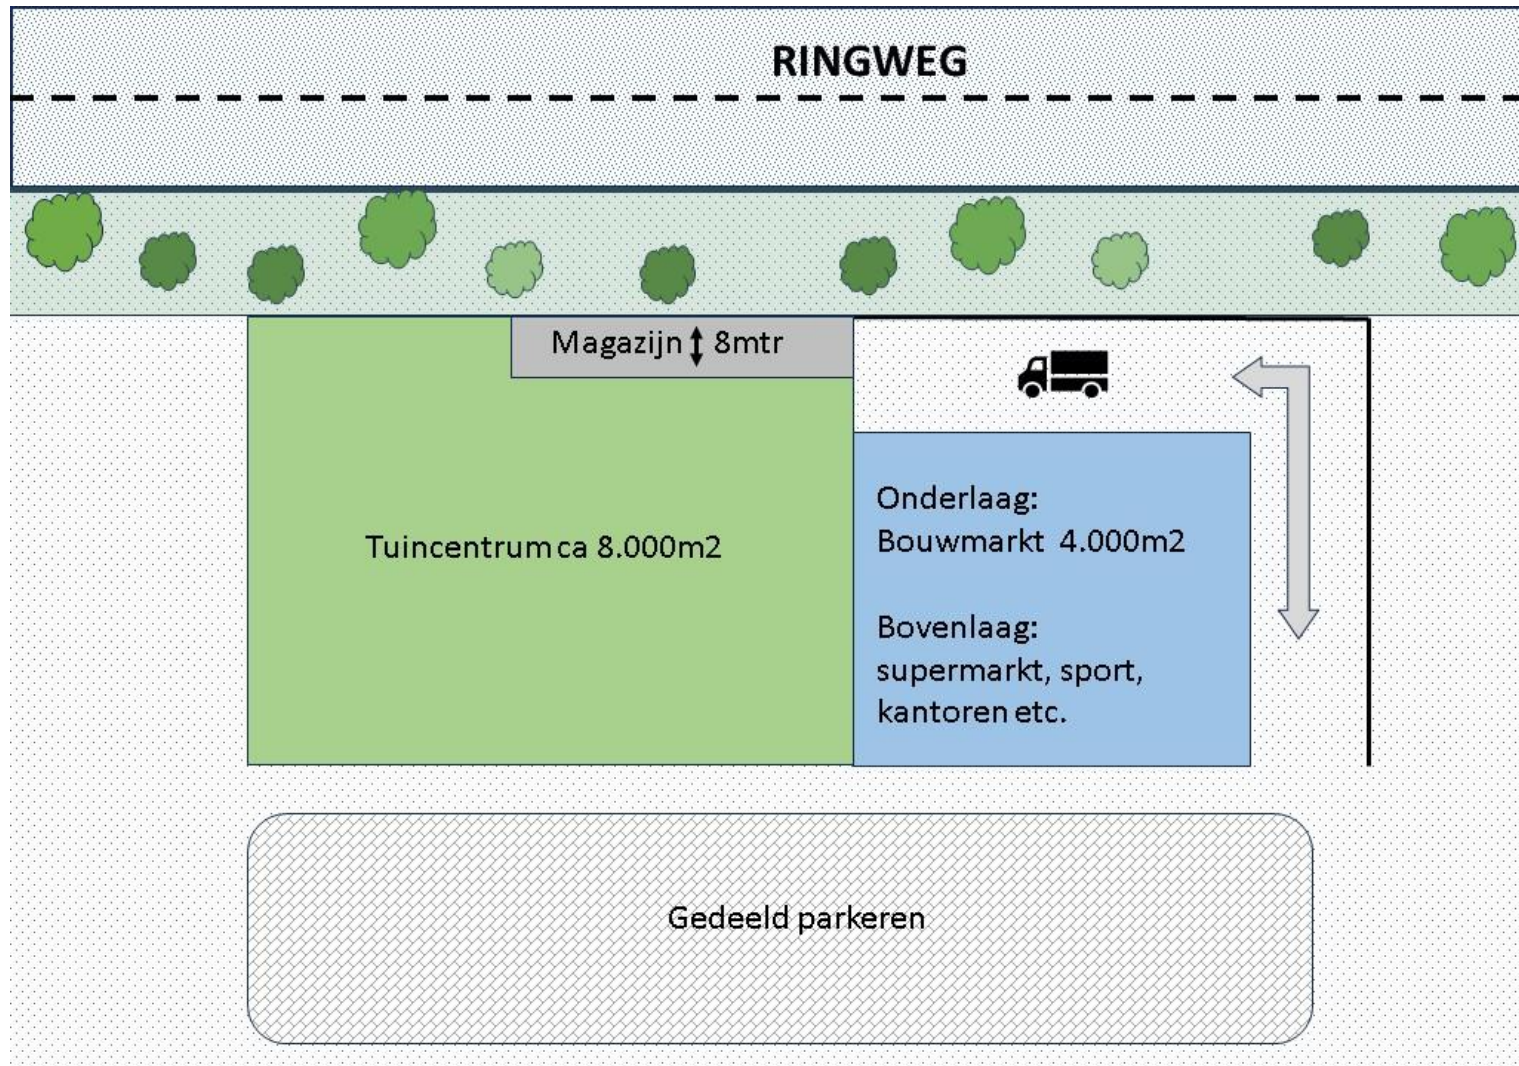 RINGWEG
Magazijn 8mtr
Tuincentrum ca 8.000m2
Onderlaag:
Bouwmarkt 4.000m2
Bovenlaag:
supermarkt, sport,
kantoren etc.
Gedeeld parkeren